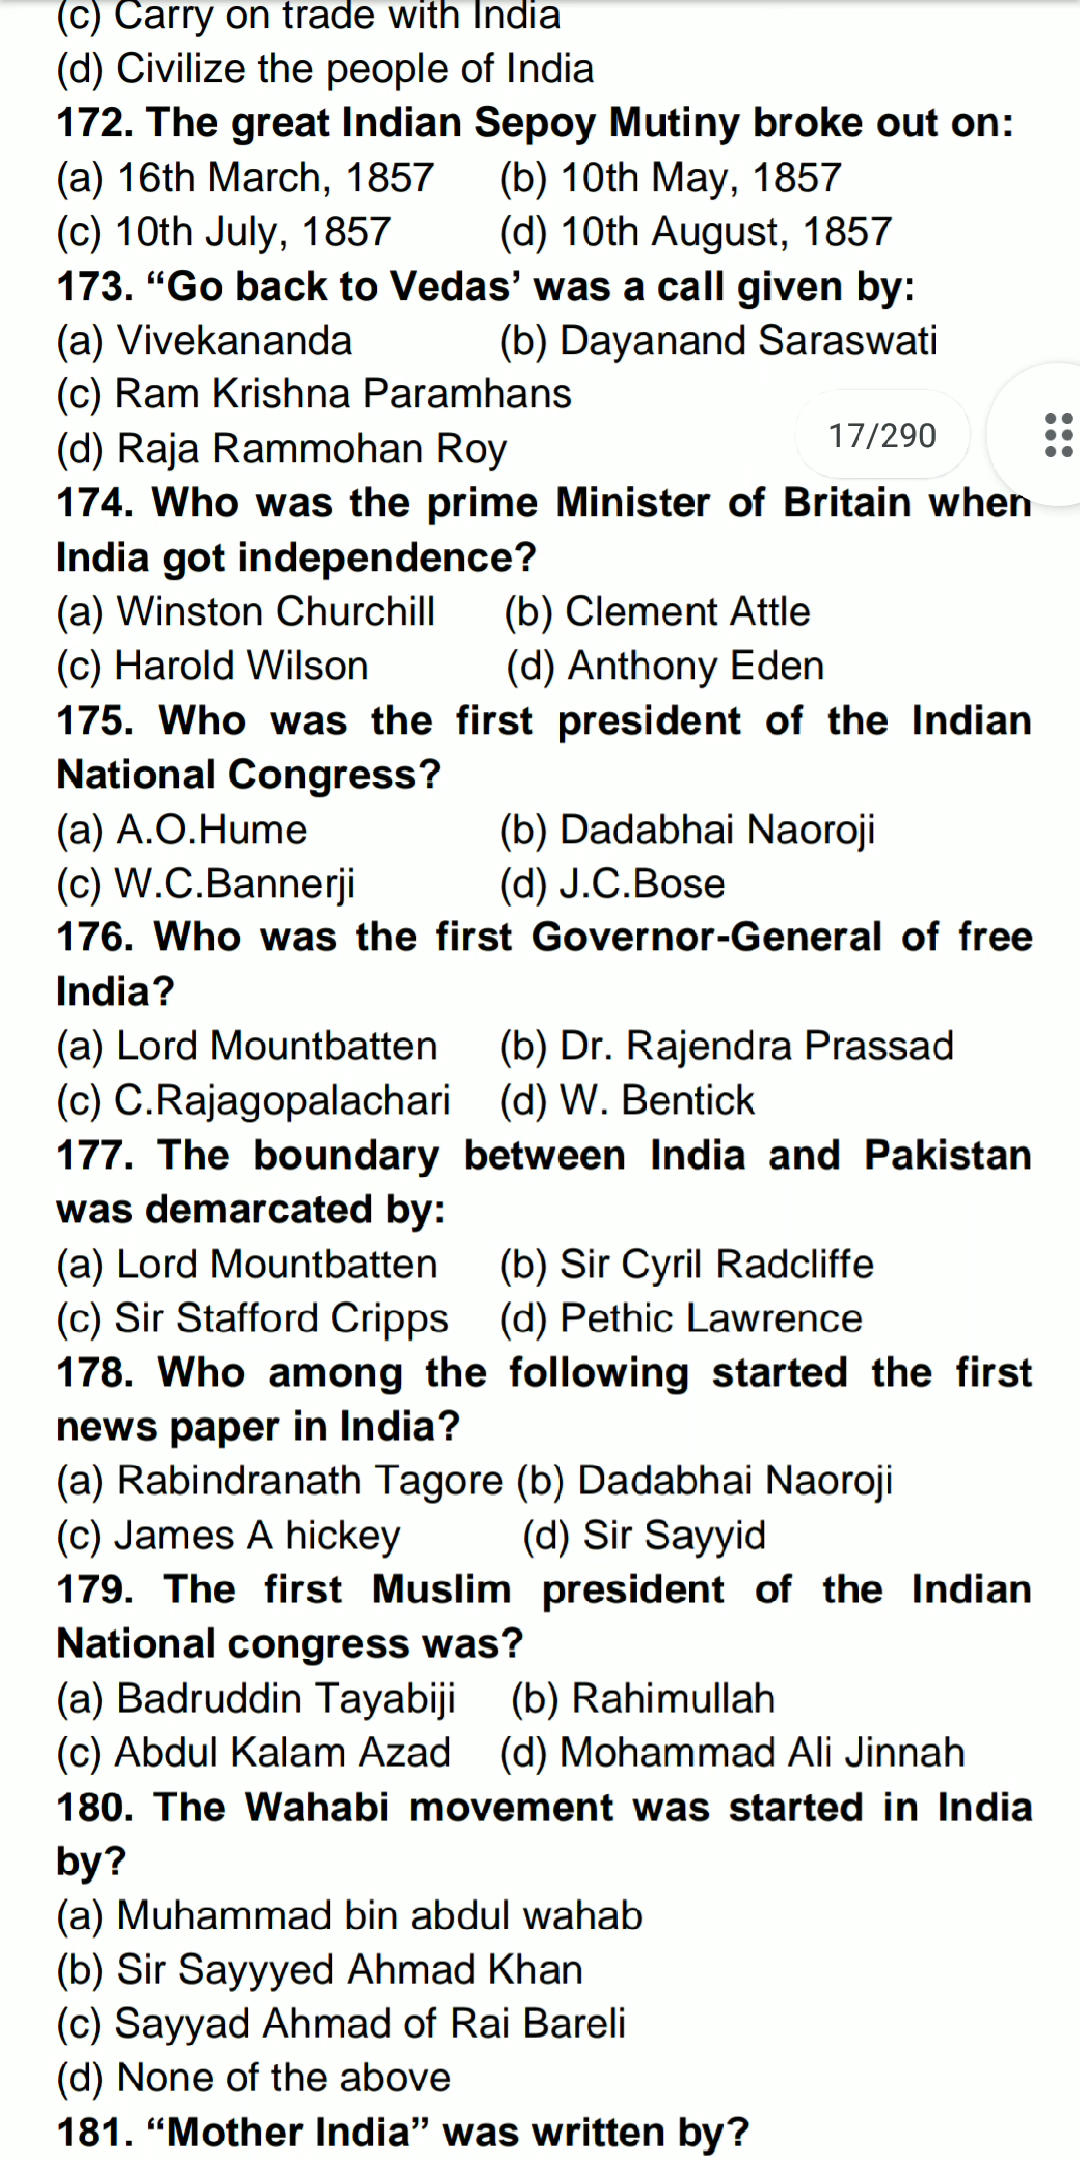 (c) Carry on trade with India
(d) Civilize the people of India
172. The great Indian Sepoy Mutiny broke out on:
(a) 16th March, 1857 (b) 10th May, 1857
(c) 10th July, 1857 (d) 10th August, 1857
173. “Go back to Vedas’ was a call given by:
(a) Vivekananda (b) Dayanand Saraswati
(c) Ram Krishna Paramhans
17/290
(d) Raja Rammohan Roy
174. Who was the prime Minister of Britain when
India got independence?
(a) Winston Churchill (b) Clement Attle
(c) Harold Wilson (d) Anthony Eden
175. Who was the first president of the Indian
National Congress?
(a) A.O.Hume (b) Dadabhai Naoroji
(c) W.C.Bannerji (d) J.C.Bose
176. Who was the first Governor-General of free
India?
(a) Lord Mountbatten (b) Dr. Rajendra Prassad
(c) C.Rajagopalachari (d) W. Bentick
177. The boundary between India and Pakistan
was demarcated by:
(a) Lord Mountbatten (b) Sir Cyril Radcliffe
(c) Sir Stafford Cripps (d) Pethic Lawrence
178. Who among the following started the first
news paper in India?
(a) Rabindranath Tagore (b) Dadabhai Naoroji
(c) James A hickey (d) Sir Sayyid
179. The first Muslim president of the Indian
National congress was?
(a) Badruddin Tayabiji (b) Rahimullah
(c) Abdul Kalam Azad (d) Mohammad Ali Jinnah
180. The Wahabi movement was started in India
by?
(a) Muhammad bin abdul wahab
(b) Sir Sayyyed Ahmad Khan
(c) Sayyad Ahmad of Rai Bareli
(d) None of the above
181. “Mother India” was written by?